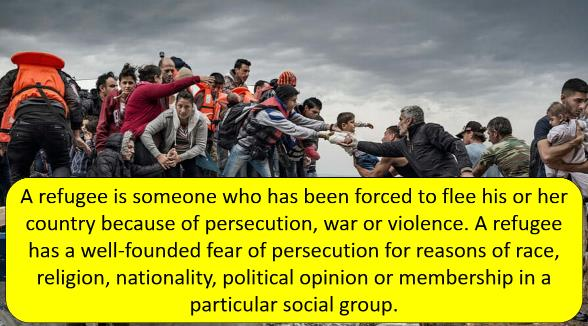 A refugee is someone who has been forced to flee his or her
country because of persecution, war or violence. A refugee
has a well-founded fear of persecution for reasons of race,
religion, nationality, political opinion or membership in a
particular social group.